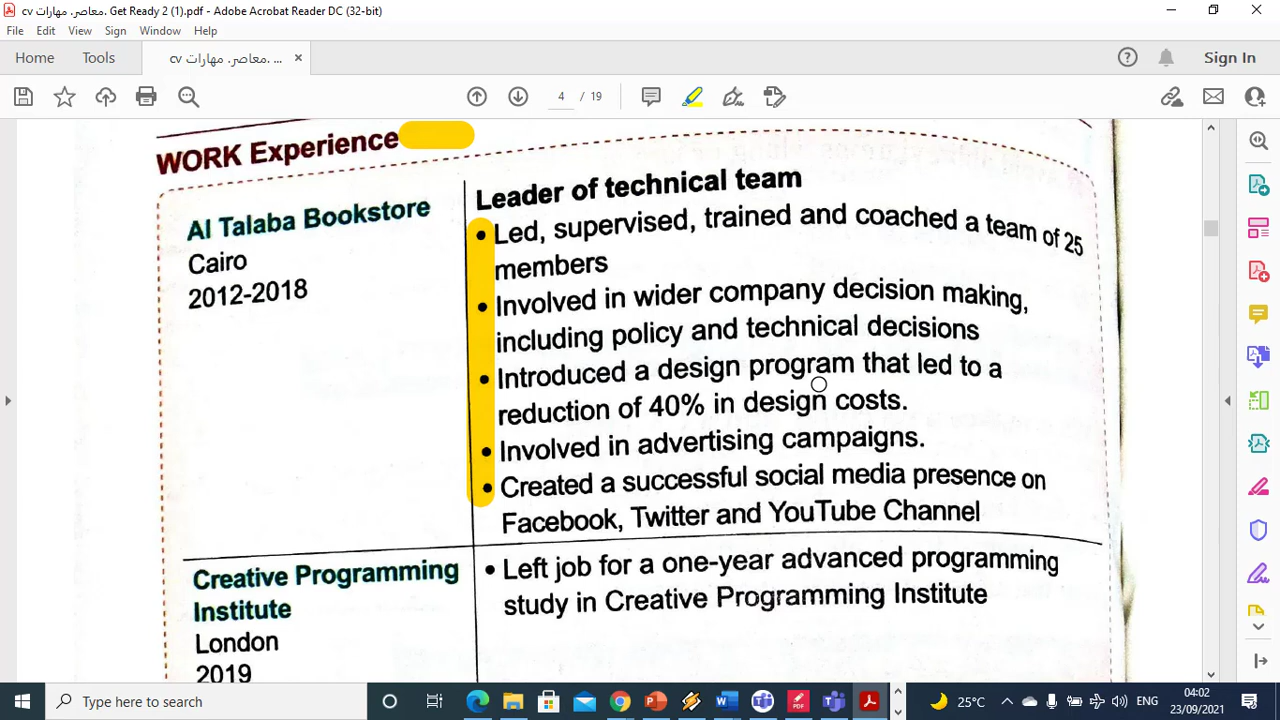 cv معاصر. مهارات. Get Ready 2 (1).pdf - Adobe Acrobat Reader DC (32-bit)
File Edit View Sign Window Help
Home Tools cv معاصر. مهارات. ... × Sign In
4 / 19
WORK Experience
Al Talaba Bookstore
Cairo
2012-2018
Leader of technical team
• Led, supervised, trained and coached a team of 25
members
• Involved in wider company decision making,
including policy and technical decisions
• Introduced a design program that led to a
reduction of 40% in design costs.
• Involved in advertising campaigns.
• Created a successful social media presence on
Facebook, Twitter and YouTube Channel
Creative Programming
Institute
London
2019
• Left job for a one-year advanced programming
study in Creative Programming Institute
Type here to search
25°C ENG 04:02
23/09/2021